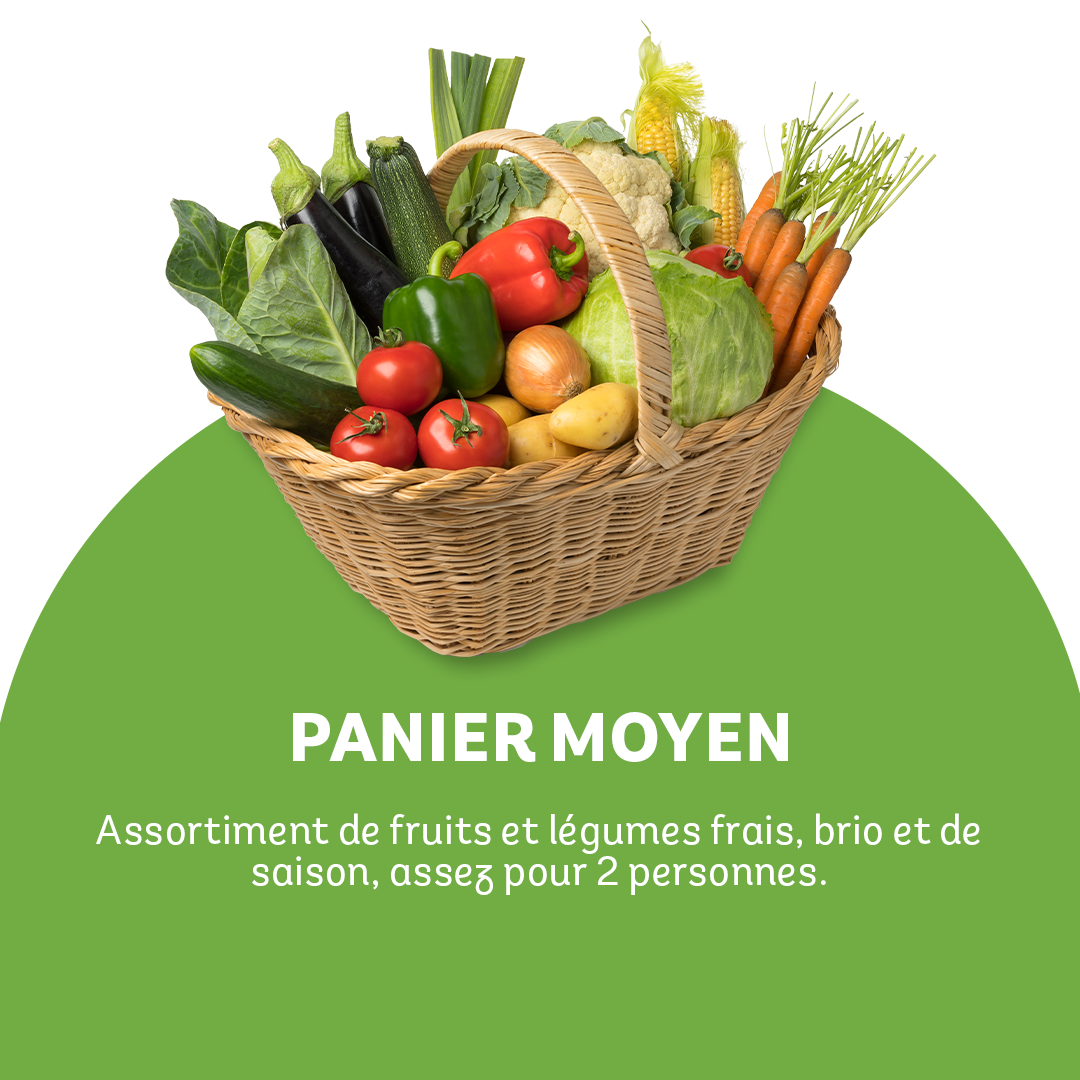 PANIER MOYEN
Assortiment de fruits et légumes frais, brio et de
saison, assez pour 2 personnes.